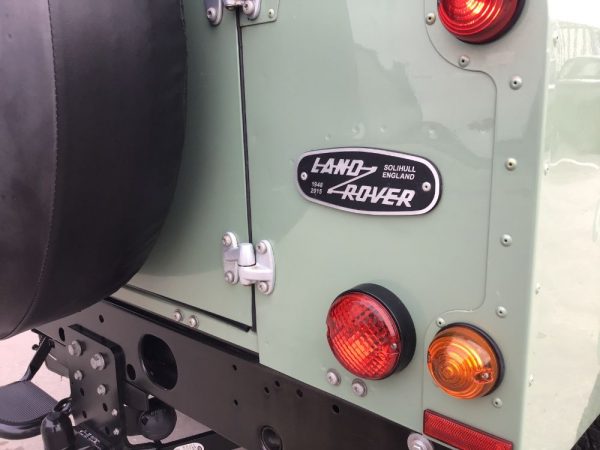 LAND
ROVER
SOLIHULL
ENGLAND
1948
2015